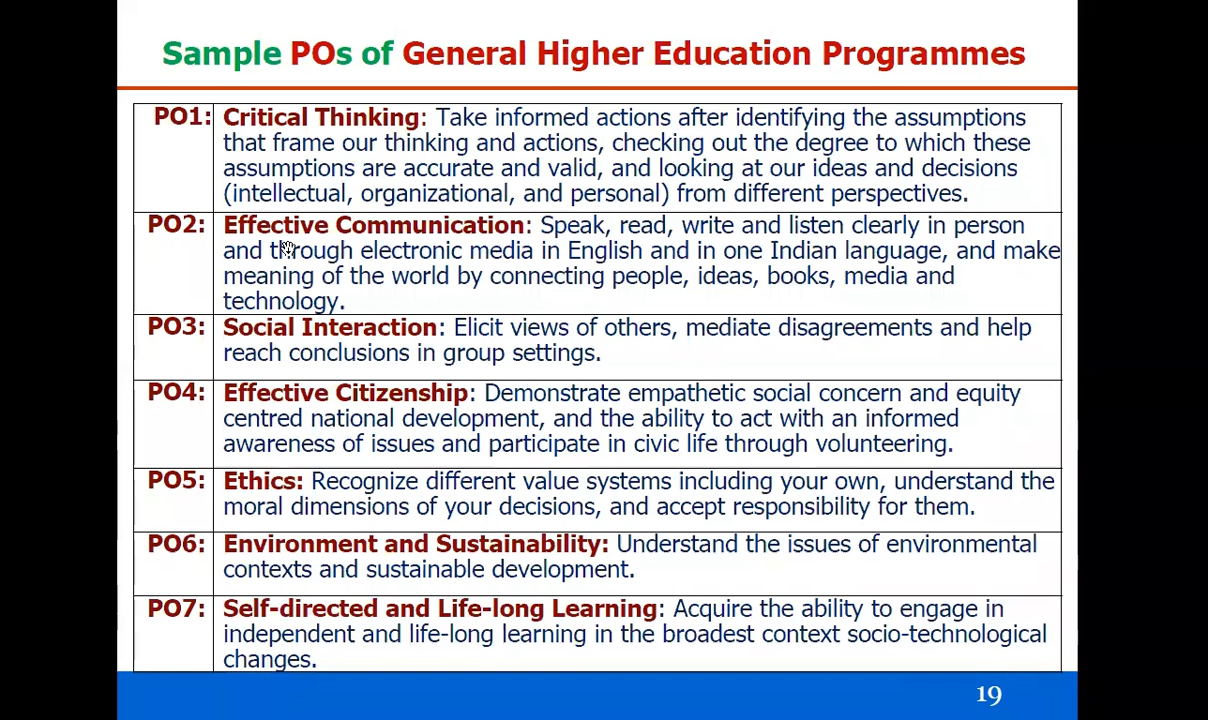 Sample POs of General Higher Education Programmes
PO1: Critical Thinking: Take informed actions after identifying the assumptions
that frame our thinking and actions, checking out the degree to which these
assumptions are accurate and valid, and looking at our ideas and decisions
(intellectual, organizational, and personal) from different perspectives.
PO2: Effective Communication: Speak, read, write and listen clearly in person
and through electronic media in English and in one Indian language, and make
meaning of the world by connecting people, ideas, books, media and
technology.
PO3: Social Interaction: Elicit views of others, mediate disagreements and help
reach conclusions in group settings.
PO4: Effective Citizenship: Demonstrate empathetic social concern and equity
centred national development, and the ability to act with an informed
awareness of issues and participate in civic life through volunteering.
PO5: Ethics: Recognize different value systems including your own, understand the
moral dimensions of your decisions, and accept responsibility for them.
PO6: Environment and Sustainability: Understand the issues of environmental
contexts and sustainable development.
PO7: Self-directed and Life-long Learning: Acquire the ability to engage in
independent and life-long learning in the broadest context socio-technological
changes.
19